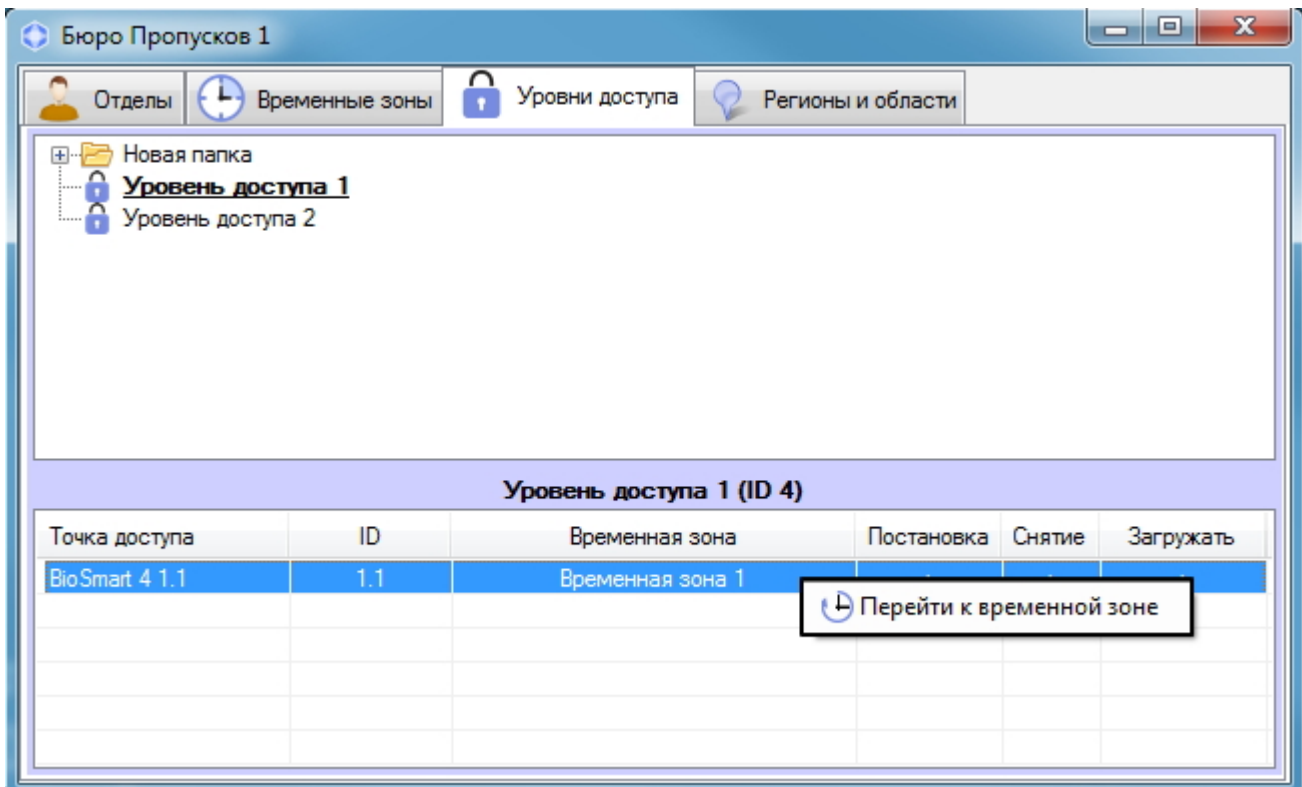 Бюро Пропусков 1
Отделы Временные зоны Уровни доступа Регионы и области
Новая папка
Уровень доступа 1
Уровень доступа 2
Уровень доступа 1 (ID 4)
Точка доступа ID Временная зона Постановка Снятие Загружать
BioSmart 4 1.1 1.1 Временная зона 1
Перейти к временной зоне